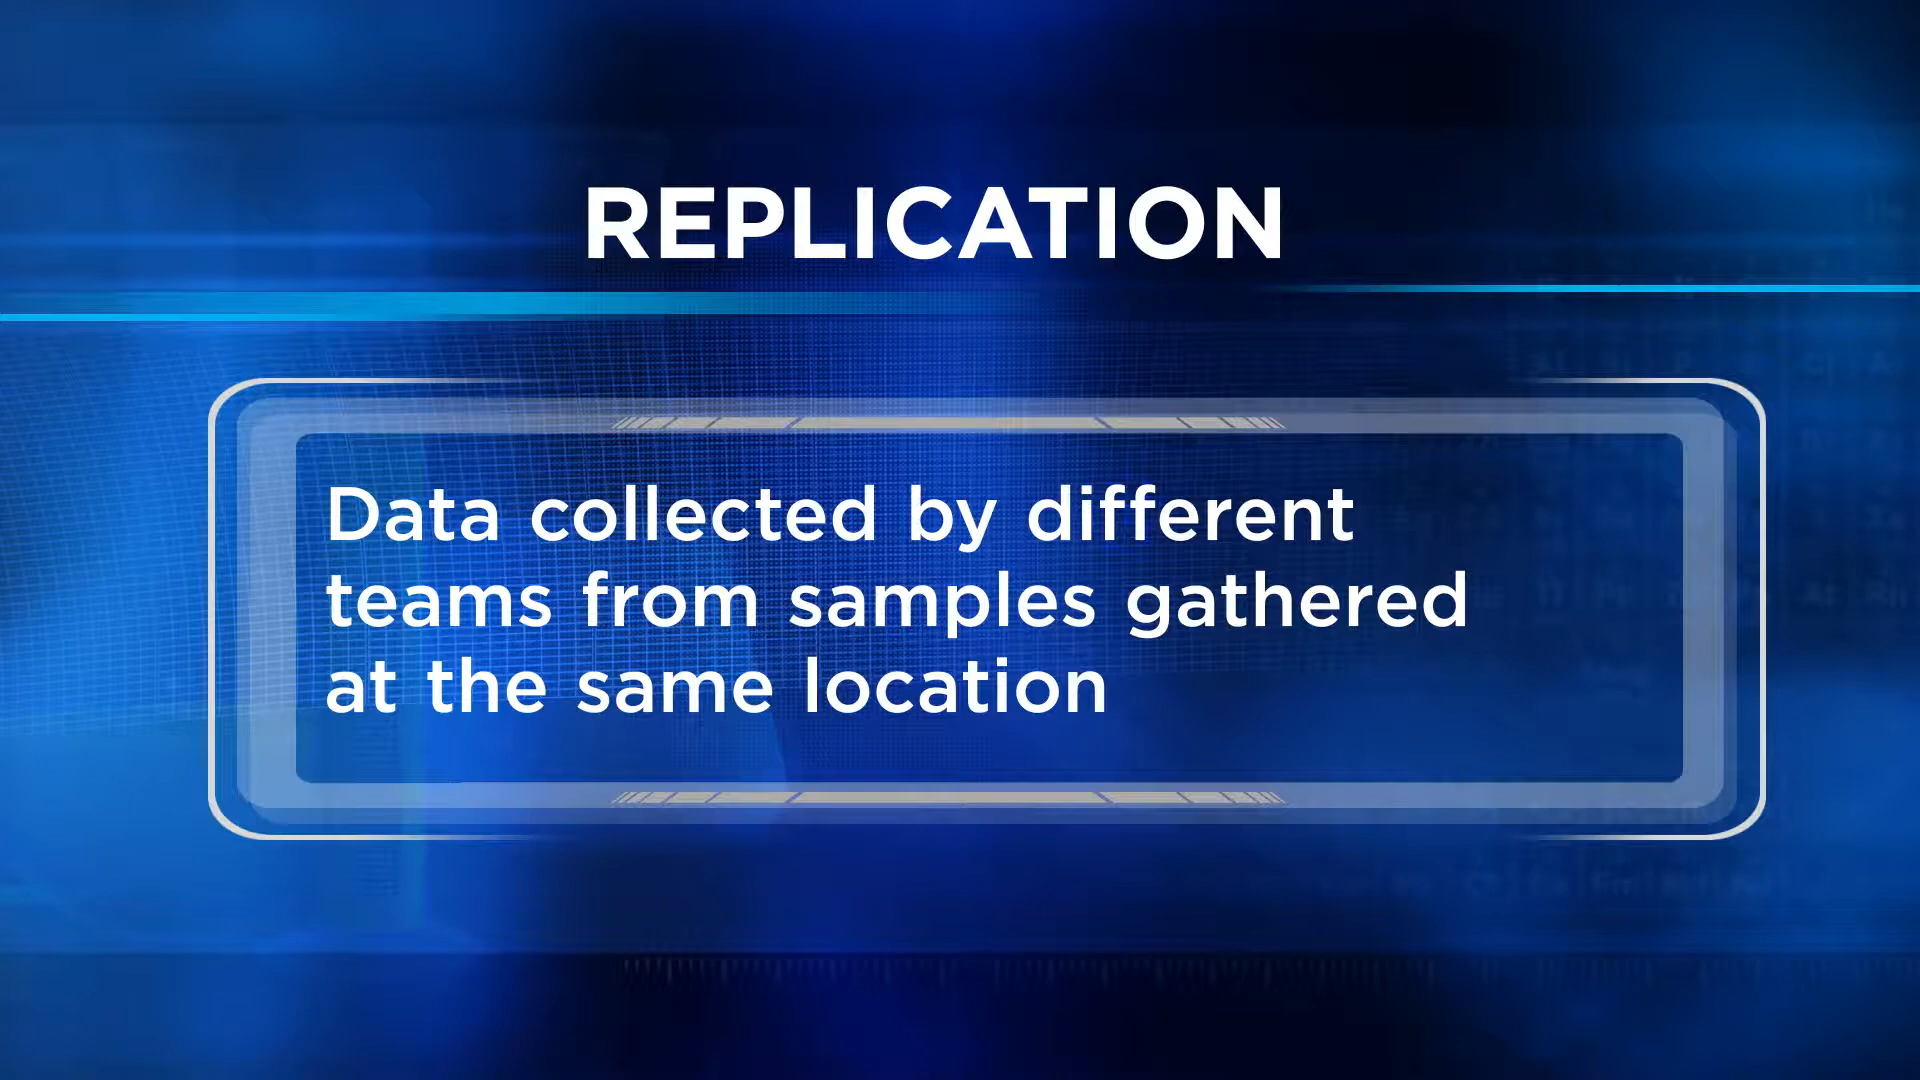 REPLICATION
Data collected by different
teams from samples gathered
at the same location